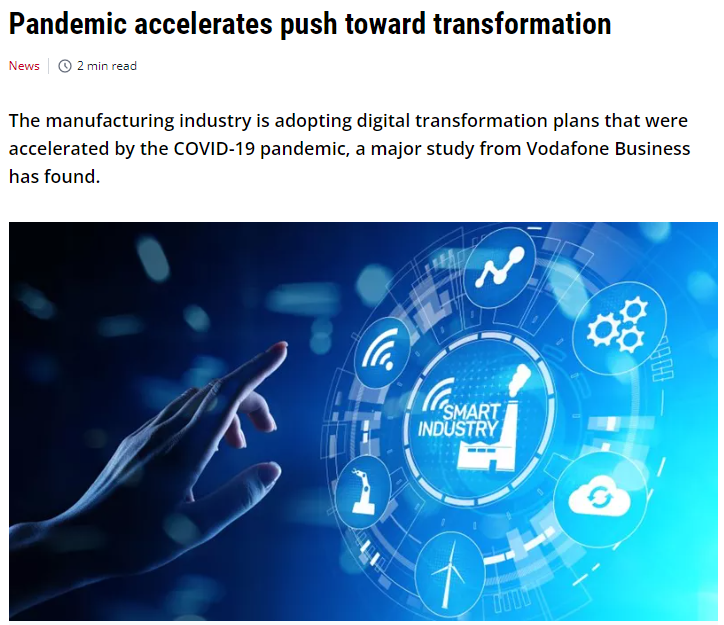 Pandemic accelerates push toward transformation
News 2 min read
The manufacturing industry is adopting digital transformation plans that were
accelerated by the COVID-19 pandemic, a major study from Vodafone Business
has found.
SMART
INDUSTRY